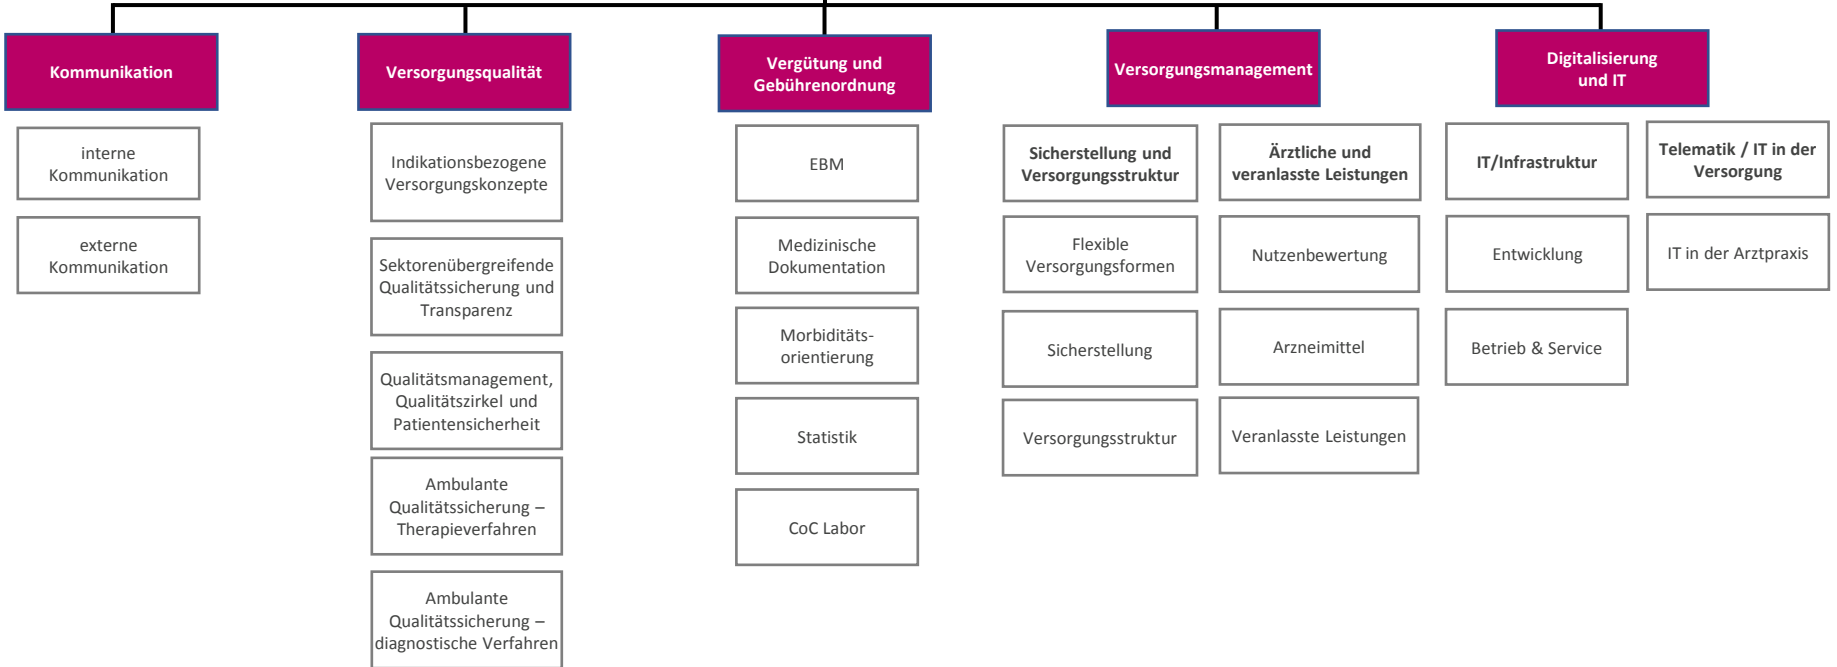 Kommunikation
interne
Kommunikation
externe
Kommunikation
Versorgungsqualität
Indikationsbezogene
Versorgungskonzepte
Sektorenübergreifende
Qualitätssicherung und
Transparenz
Qualitätsmanagement,
Qualitätszirkel und
Patientensicherheit
Ambulante
Qualitätssicherung –
Therapieverfahren
Ambulante
Qualitätssicherung –
diagnostische Verfahren
Vergütung und
Gebührenordnung
EBM
Medizinische
Dokumentation
Morbiditäts-
orientierung
Statistik
CoC Labor
Versorgungsmanagement
Sicherstellung und
Versorgungsstruktur
Flexible
Versorgungsformen
Sicherstellung
Versorgungsstruktur
Ärztliche und
veranlasste Leistungen
Nutzenbewertung
Arzneimittel
Veranlasste Leistungen
Digitalisierung
und IT
IT/Infrastruktur
Entwicklung
Betrieb & Service
Telematik / IT in der
Versorgung
IT in der Arztpraxis